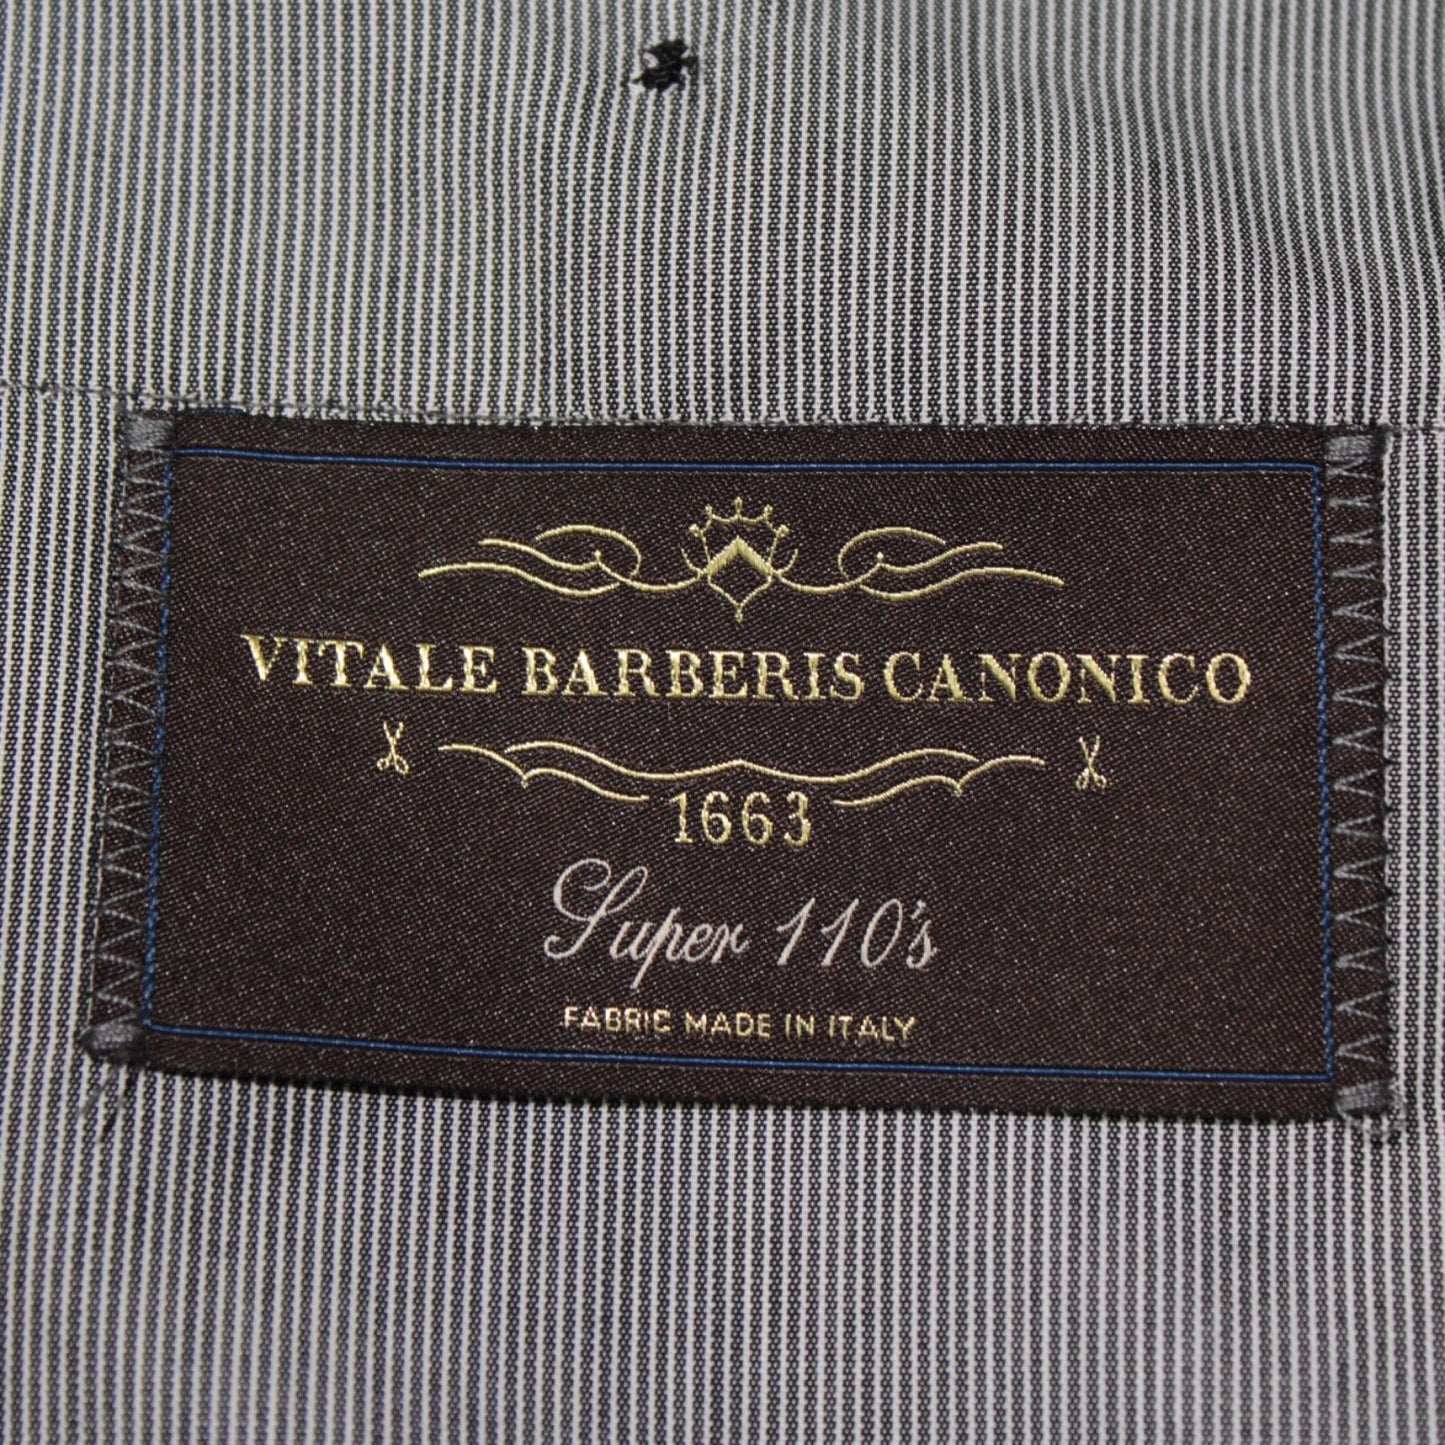 VITALE BARBERIS CANONICO
1663
Super 110's
FABRIC MADE IN ITALY